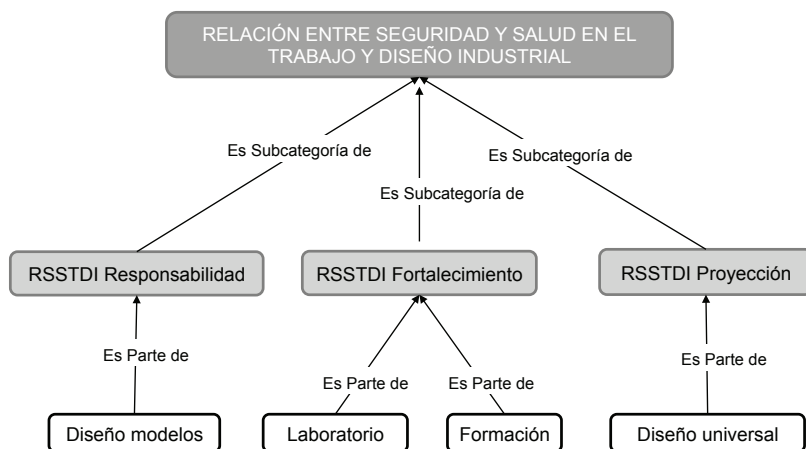 RELACIÓN ENTRE SEGURIDAD Y SALUD EN EL
TRABAJO Y DISEÑO INDUSTRIAL
Es Subcategoría de
Es Subcategoría de
Es Subcategoría de
RSSTDI Responsabilidad
RSSTDI Fortalecimiento
RSSTDI Proyección
Es Parte de
Es Parte de
Es Parte de
Es Parte de
Diseño modelos
Laboratorio
Formación
Diseño universal